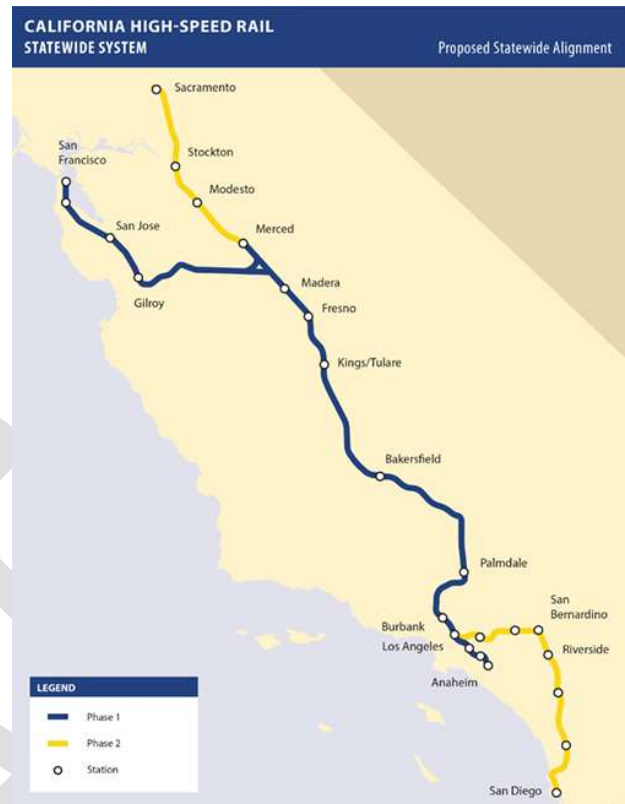 CALIFORNIA HIGH-SPEED RAIL
STATEWIDE SYSTEM
Proposed Statewide Alignment
Sacramento
San
Francisco
Stockton
Modesto
San Jose
Merced
Gilroy
Madera
Fresno
Kings/Tulare
Bakersfield
Palmdale
San
Bernardino
Burbank
Los Angeles
Riverside
Anaheim
LEGEND
Phase 1
Phase 2
Station
San Diego